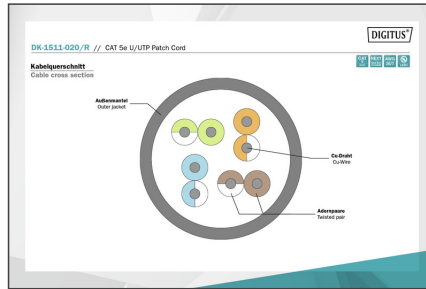 DIGITUS®
DK-1511-020/R // CAT 5e U/UTP Patch Cord
Kabelquerschnitt
Cable cross section
Außenmantel
Outer jacket
Cu-Draht
Cu-Wire
Adernpaare
Twisted pair